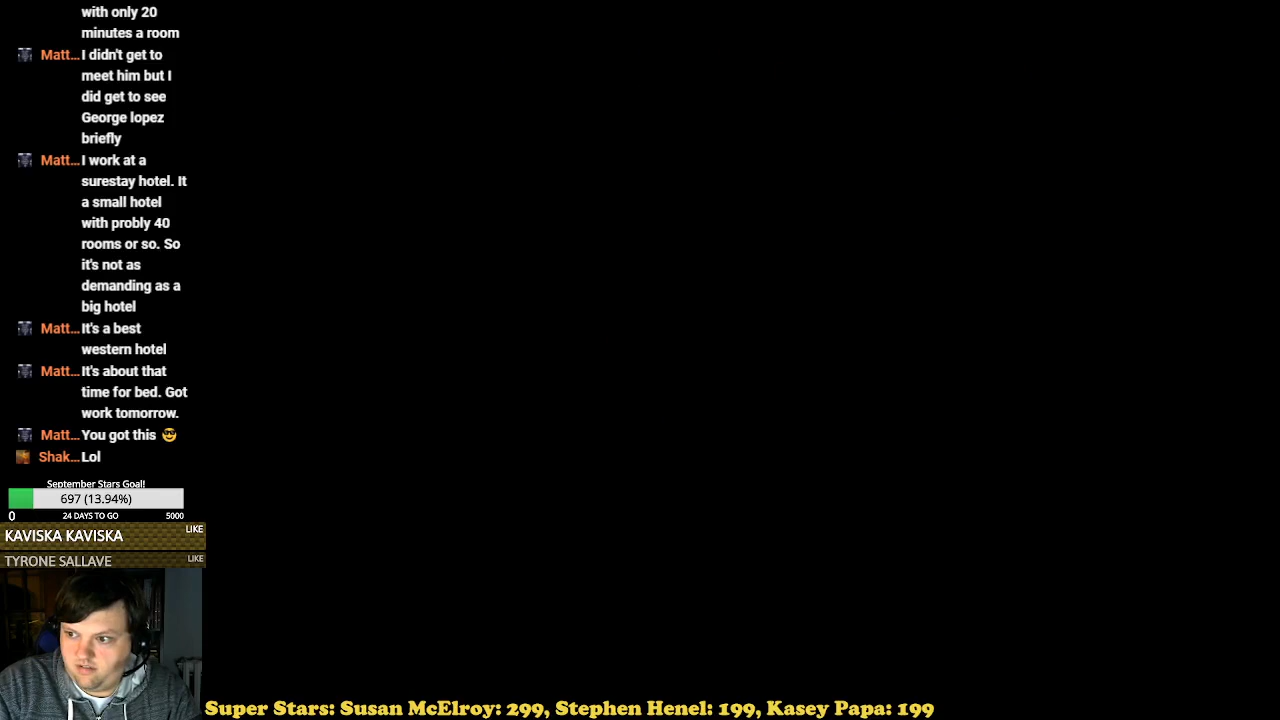 with only 20
minutes a room
Matt... I didn't get to
meet him but I
did get to see
George lopez
briefly
Matt... I work at a
surestay hotel. It
a small hotel
with probly 40
rooms or so. So
it's not as
demanding as a
big hotel
Matt... It's a best
western hotel
Matt... It's about that
time for bed. Got
work tomorrow.
Matt... You got this 😎
Shak... Lol
September Stars Goal!
697 (13.94%)
0 24 DAYS TO GO 5000
KAVISKA KAVISKA LIKE
TYRONE SALLAVE LIKE
Super Stars: Susan McElroy: 299, Stephen Henel: 199, Kasey Papa: 199